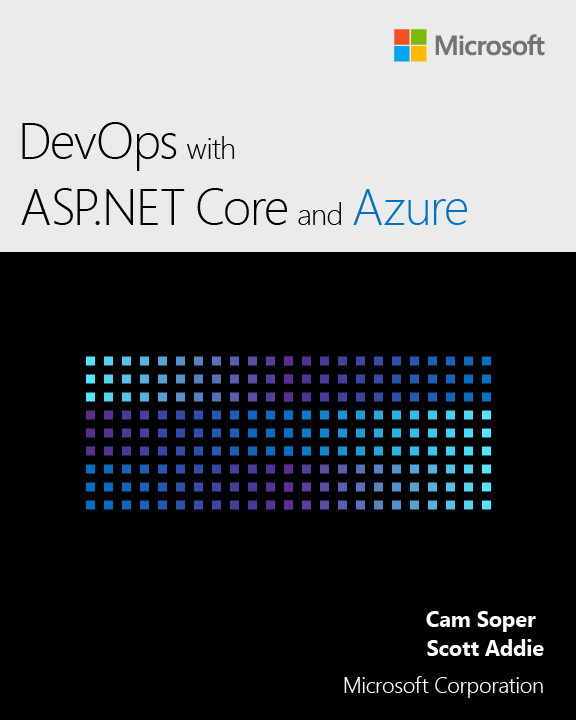 Microsoft
DevOps with
ASP.NET Core and Azure
Cam Soper
Scott Addie
Microsoft Corporation